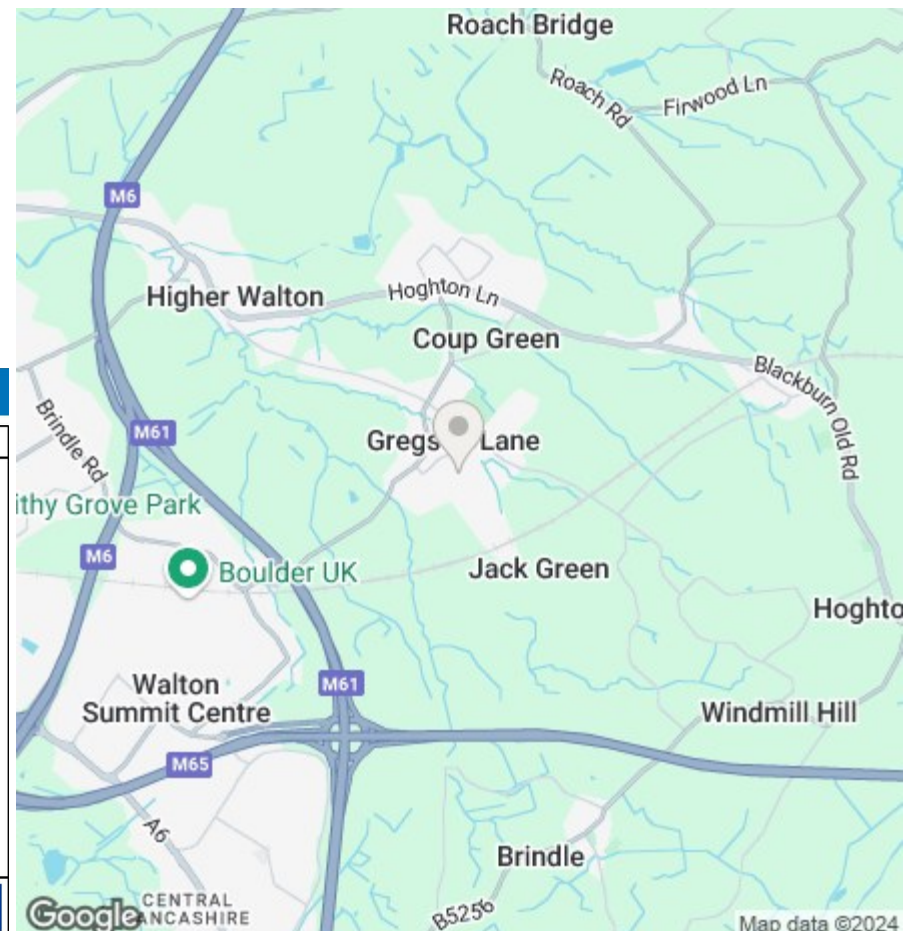 Roach Bridge
Roach Rd
Firwood Ln
M6
Higher Walton
Hoghton Ln
Coup Green
Blackburn Old Rd
Brindle Rd
M61
Gregs Lane
ithy Grove Park
M6
Boulder UK
Jack Green
Hoghto
Walton
Summit Centre
M61
Windmill Hill
M65
A6
Brindle
B5256
CENTRAL
ANCASHIRE
Google
Map data ©2024